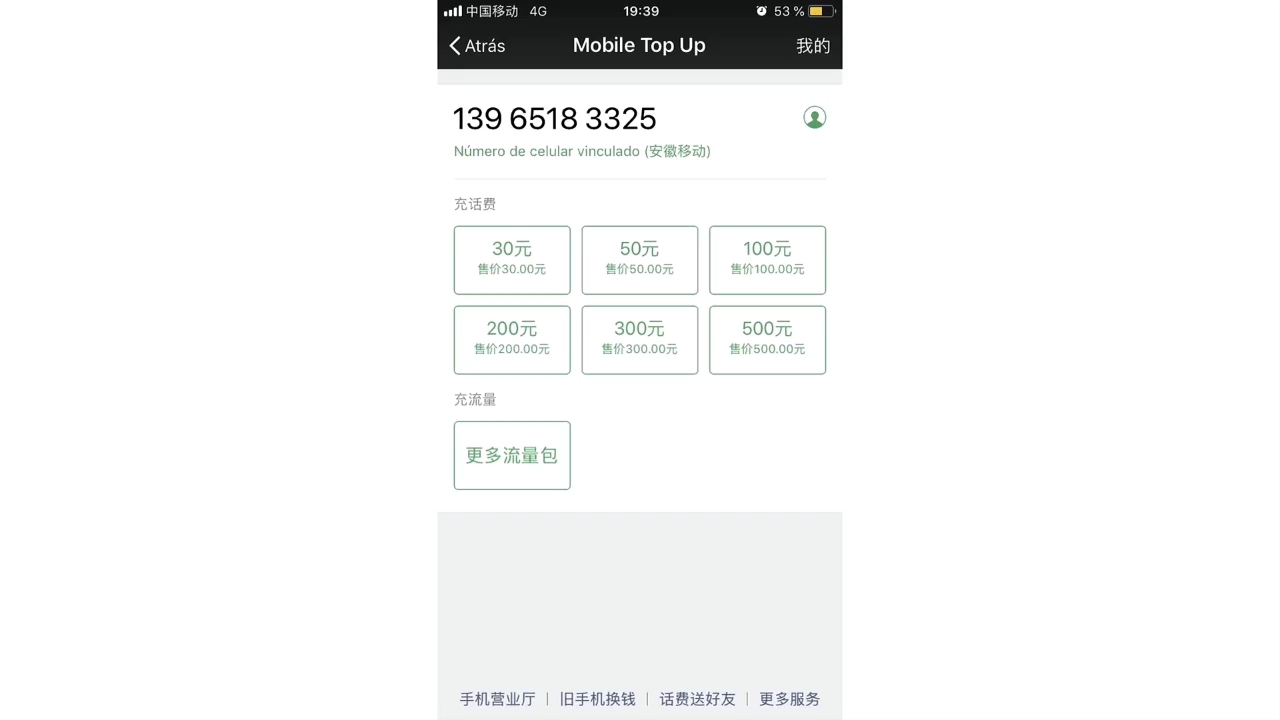 中国移动 4G 19:39 53 %
Atrás Mobile Top Up 我的
139 6518 3325
Número de celular vinculado (安徽移动)
充话费
30元 50元 100元
售价30.00元 售价50.00元 售价100.00元
200元 300元 500元
售价200.00元 售价300.00元 售价500.00元
充流量
更多流量包
手机营业厅 | 旧手机换钱 | 话费送好友 | 更多服务